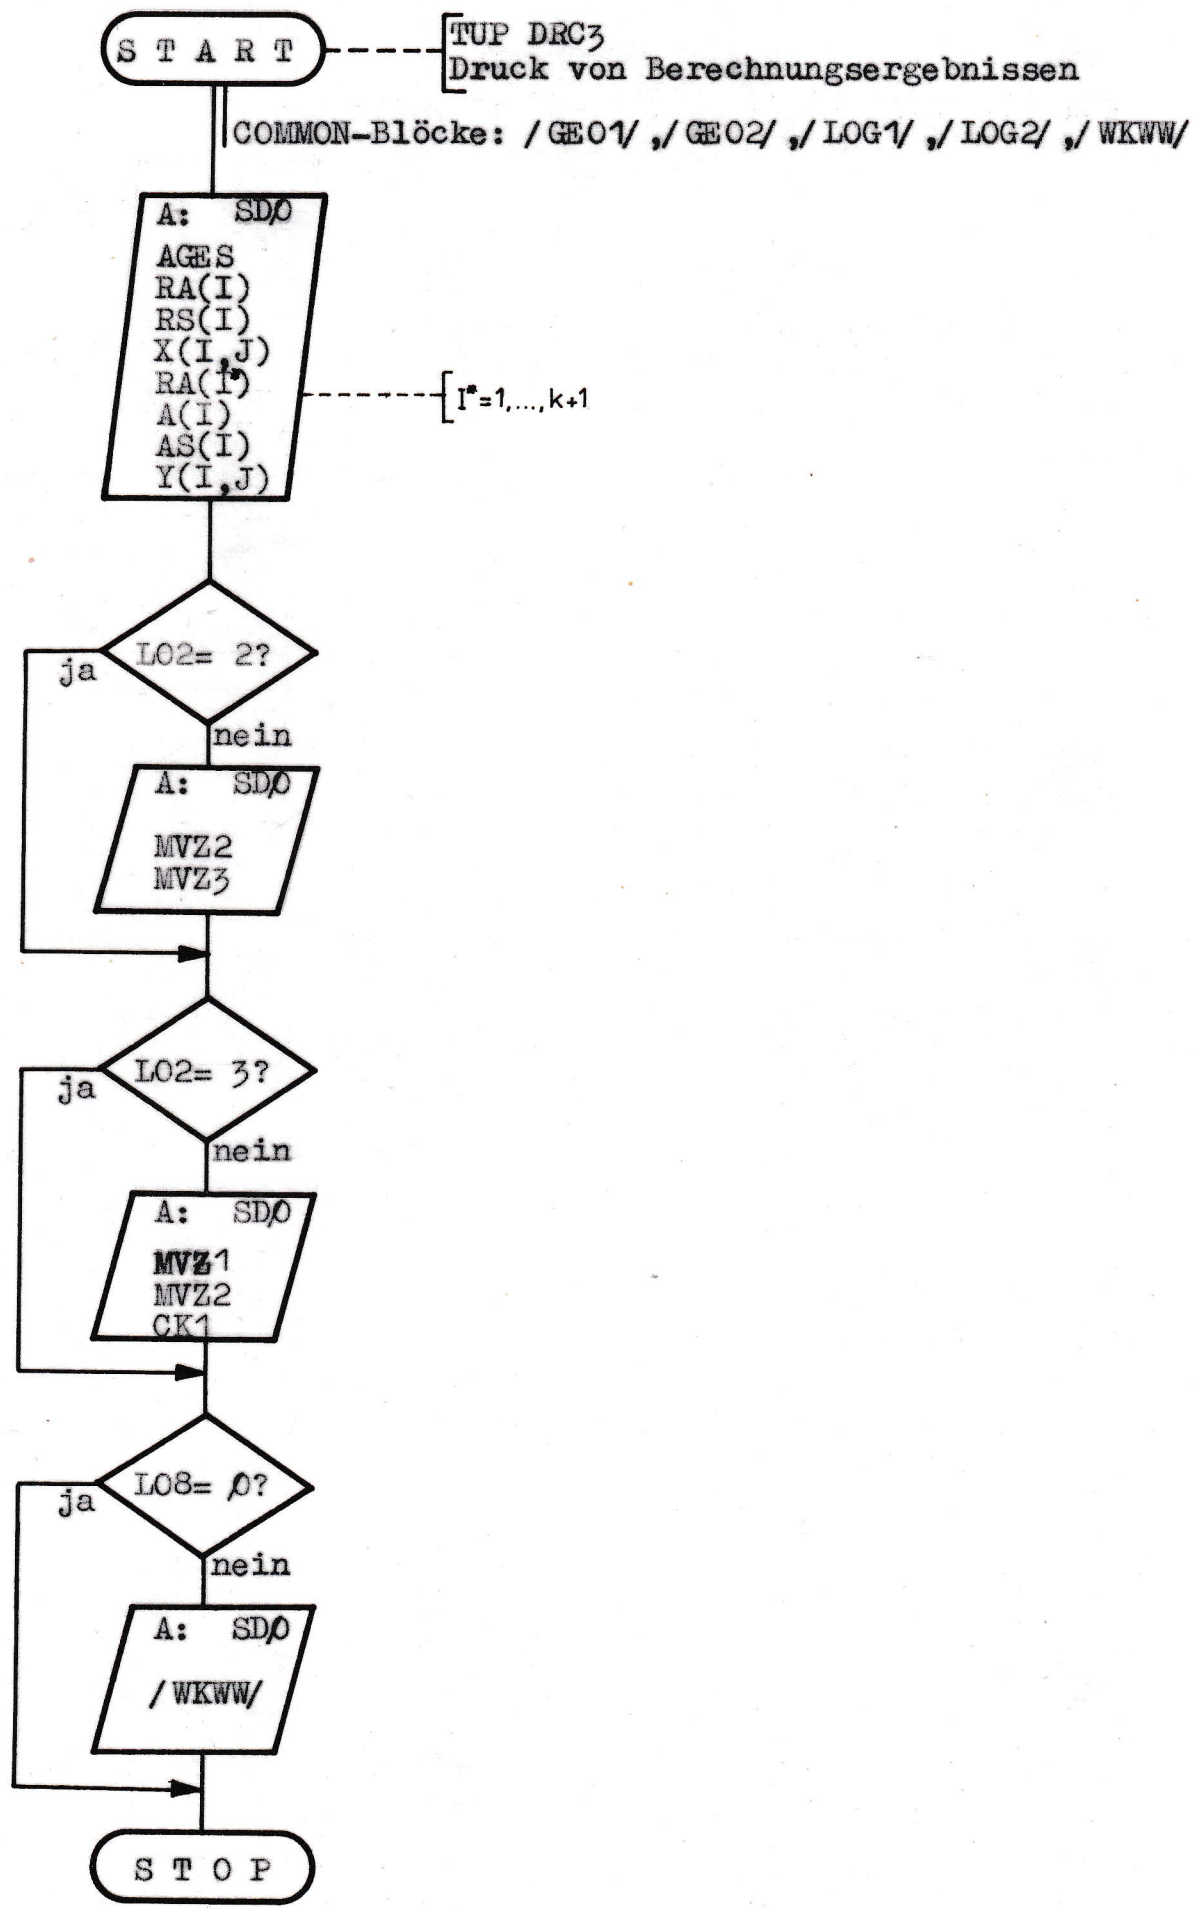 S T A R T
TUP DRC3
Druck von Berechnungsergebnissen
COMMON-Blöcke: /GEO1/,/GEO2/,/LOG1/,/LOG2/,/WKWW/
A: SDØ
AGES
RA(I)
RS(I)
X(I,J)
RA(I*)
I*=1,...,k+1
A(I)
AS(I)
Y(I,J)
LO2= 2?
ja
nein
A: SDØ
MVZ2
MVZ3
LO2= 3?
ja
nein
A: SDØ
MVZ1
MVZ2
CK1
LO8= Ø?
ja
nein
A: SDØ
/WKWW/
S T O P